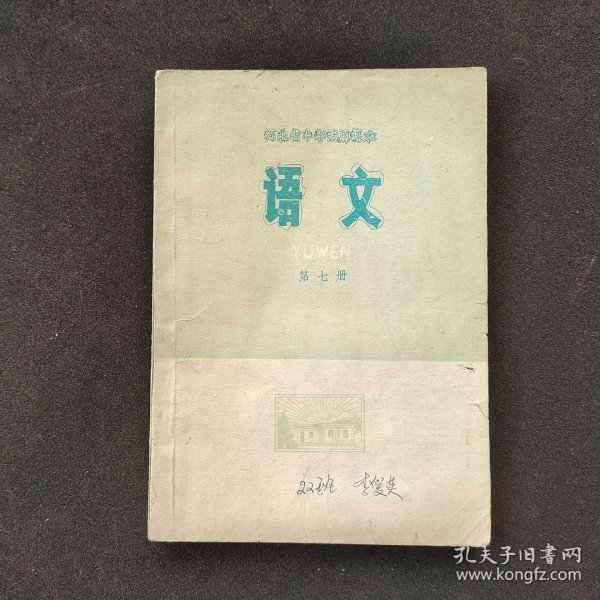 河北省中学试用课本
语文
YUWEN
第七册
22班 李俊英
孔夫子旧书网
www.kongfz.com